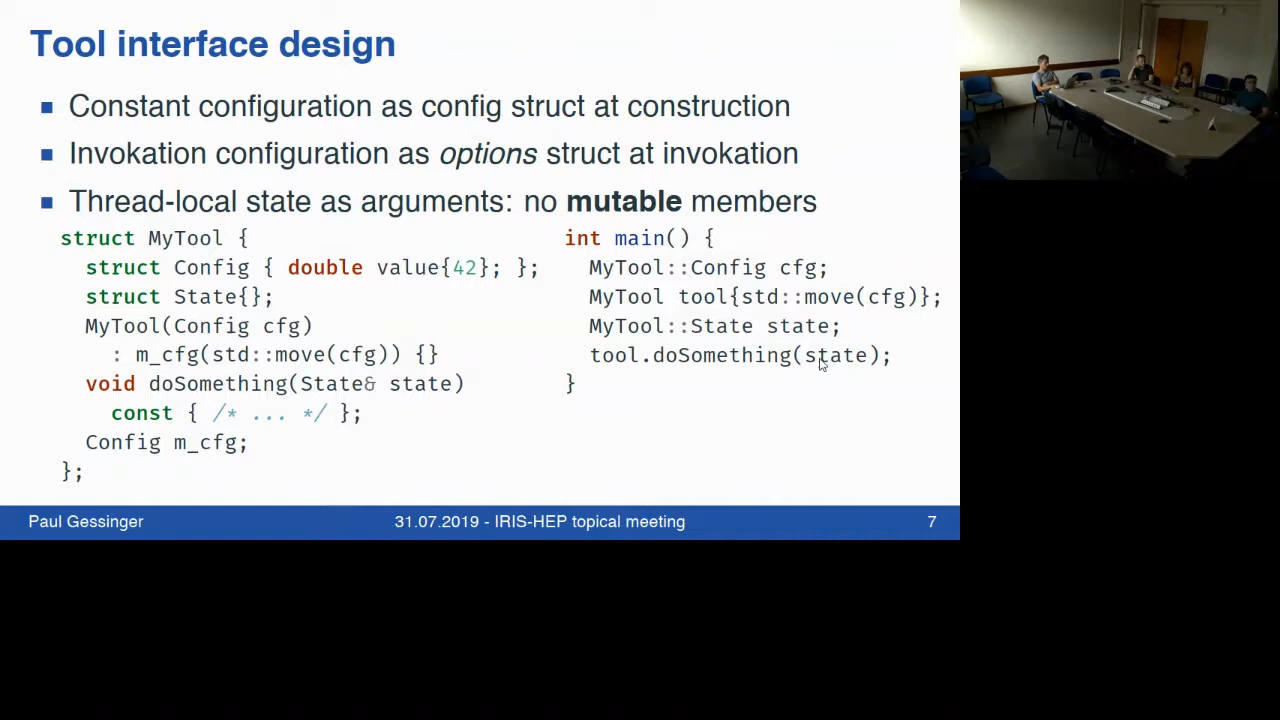 Tool interface design
Constant configuration as config struct at construction
Invokation configuration as options struct at invokation
Thread-local state as arguments: no mutable members
struct MyTool {
struct Config { double value{42}; };
struct State{};
MyTool(Config cfg)
: m_cfg(std::move(cfg)) {}
void doSomething(State& state)
const { /* ... */ };
Config m_cfg;
};
int main() {
MyTool::Config cfg;
MyTool tool{std::move(cfg)};
MyTool::State state;
tool.doSomething(state);
}
Paul Gessinger
31.07.2019 - IRIS-HEP topical meeting
7